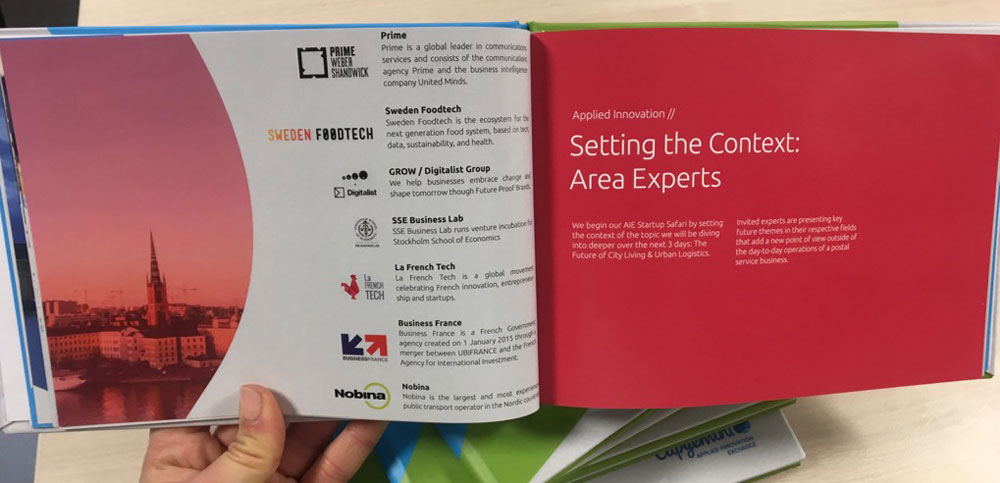 PRIME
WEBER
SHANDWICK
Prime
Prime is a global leader in communications
services and consists of the communications
agency Prime and the business intelligence
company United Minds.
SWEDEN FOODTECH
Sweden Foodtech
Sweden Foodtech is the ecosystem for the
next generation food system, based on tech,
data, sustainability, and health.
Digitalist
GROW / Digitalist Group
We help businesses embrace change and
shape tomorrow though Future Proof Brands.
SSE Business Lab
SSE Business Lab runs venture incubation for
Stockholm School of Economics
La
FRENCH
TECH
La French Tech
La French Tech is a global movement
celebrating French innovation, entrepreneur
ship and startups.
BUSINESSFRANCE
Business France
Business France is a French Government
agency created on 1 January 2015 through a
merger between UBIFRANCE and the French
Agency for International Investment.
Nobina
Nobina
Nobina is the largest and most experienced
public transport operator in the Nordic
Applied Innovation //
Setting the Context:
Area Experts
We begin our AIE Startup Safari by setting
the context of the topic we will be diving
into deeper over the next 3 days: The
Future of City Living & Urban Logistics.
Invited experts are presenting key
future themes in their respective fields
that add a new point of view outside of
the day-to-day operations of a postal
service business.
Capgemini
APPLIED INNOVATION
EXCHANGE